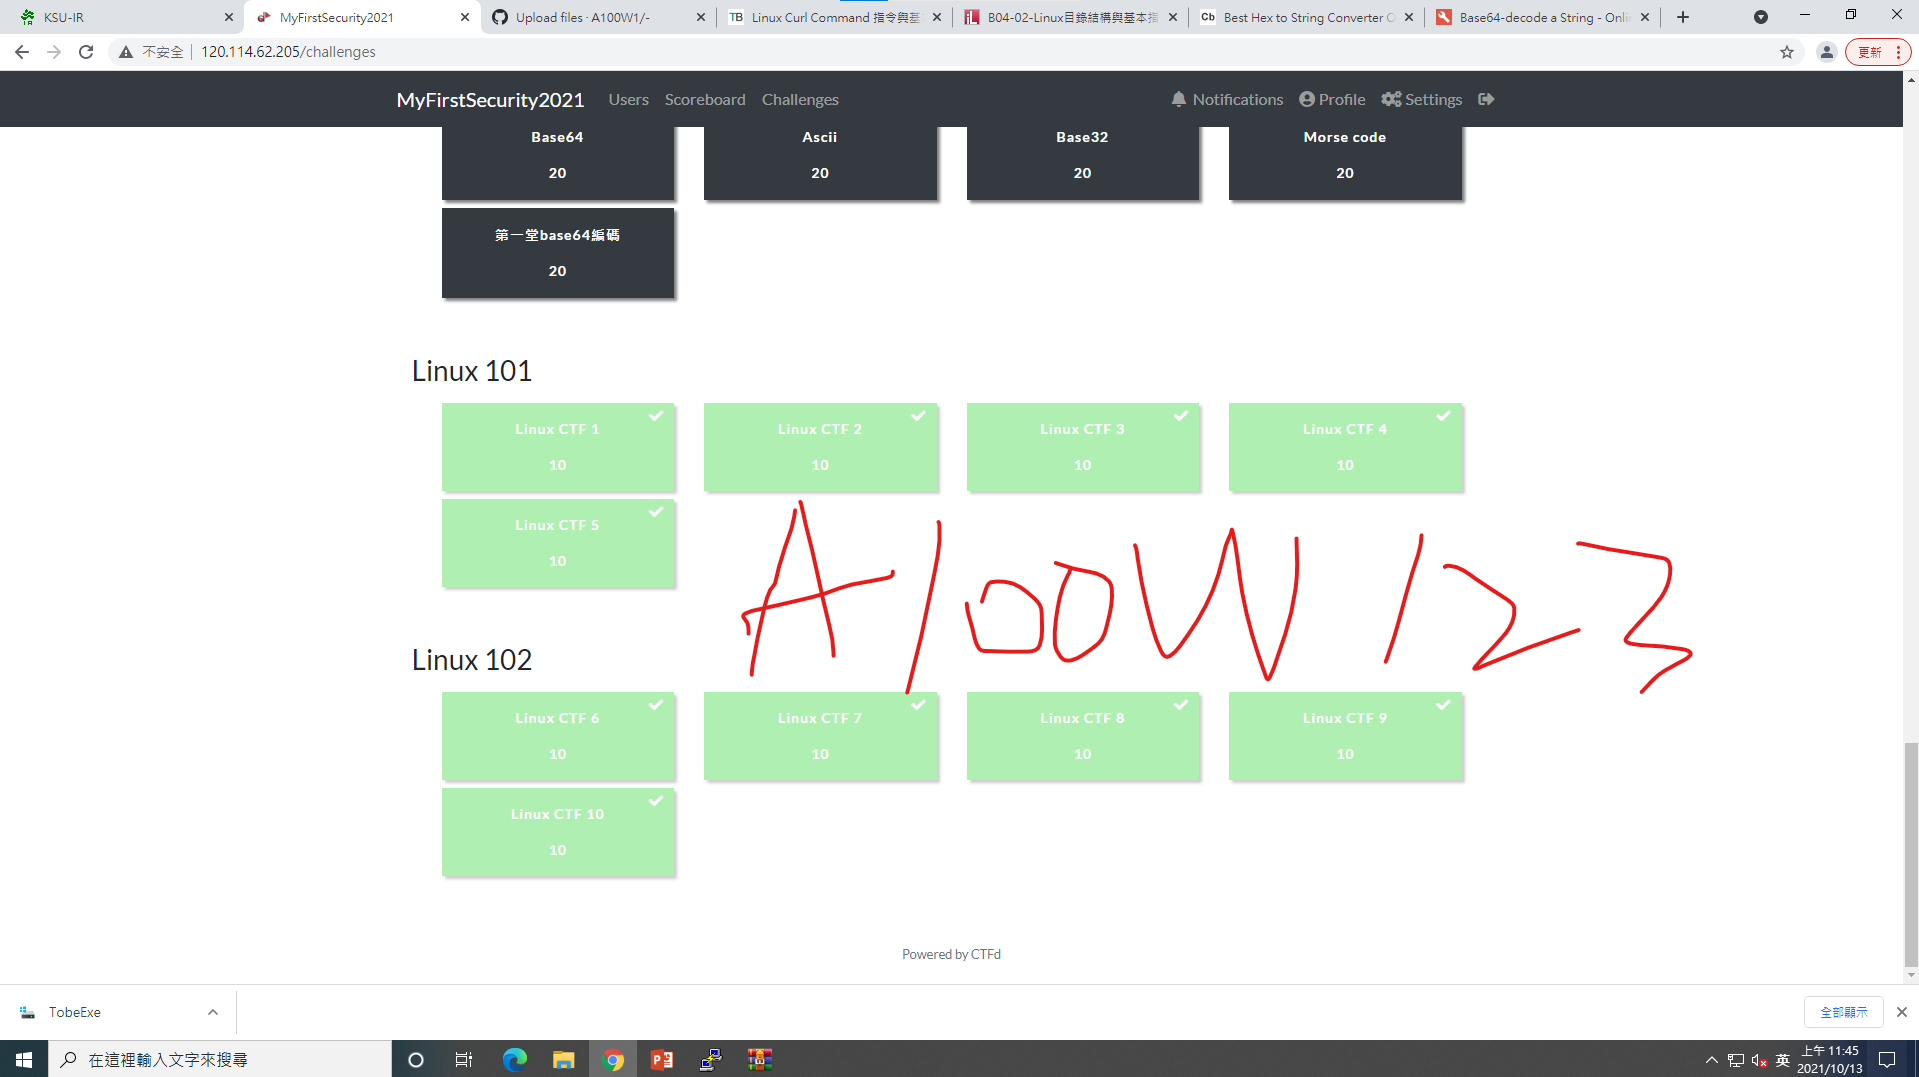 KSU-IR
MyFirstSecurity2021
Upload files · A100W1/-
TB Linux Curl Command 指令與基
B04-02-Linux目錄結構與基本指
Cb Best Hex to String Converter O
Base64-decode a String - Onli
不安全 120.114.62.205/challenges
更新
MyFirstSecurity2021 Users Scoreboard Challenges Notifications Profile Settings
Base64 Ascii Base32 Morse code
20 20 20 20
第一堂base64編碼
20
Linux 101
Linux CTF 1 Linux CTF 2 Linux CTF 3 Linux CTF 4
10 10 10 10
Linux CTF 5
10
A100W123
Linux 102
Linux CTF 6 Linux CTF 7 Linux CTF 8 Linux CTF 9
10 10 10 10
Linux CTF 10
10
Powered by CTFd
TobeExe
全部顯示
在這裡輸入文字來搜尋
英
上午 11:45
2021/10/13